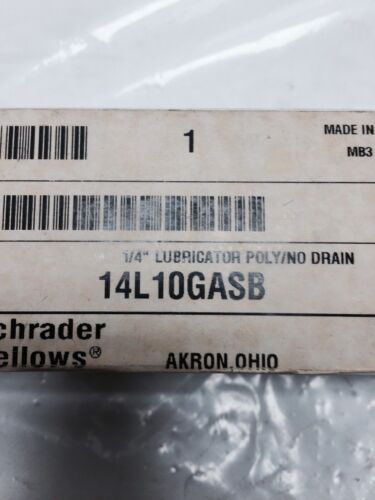 1
MADE IN
MB3
1/4" LUBRICATOR POLY/NO DRAIN
14L10GASB
chrader
ellows®
AKRON, OHIO